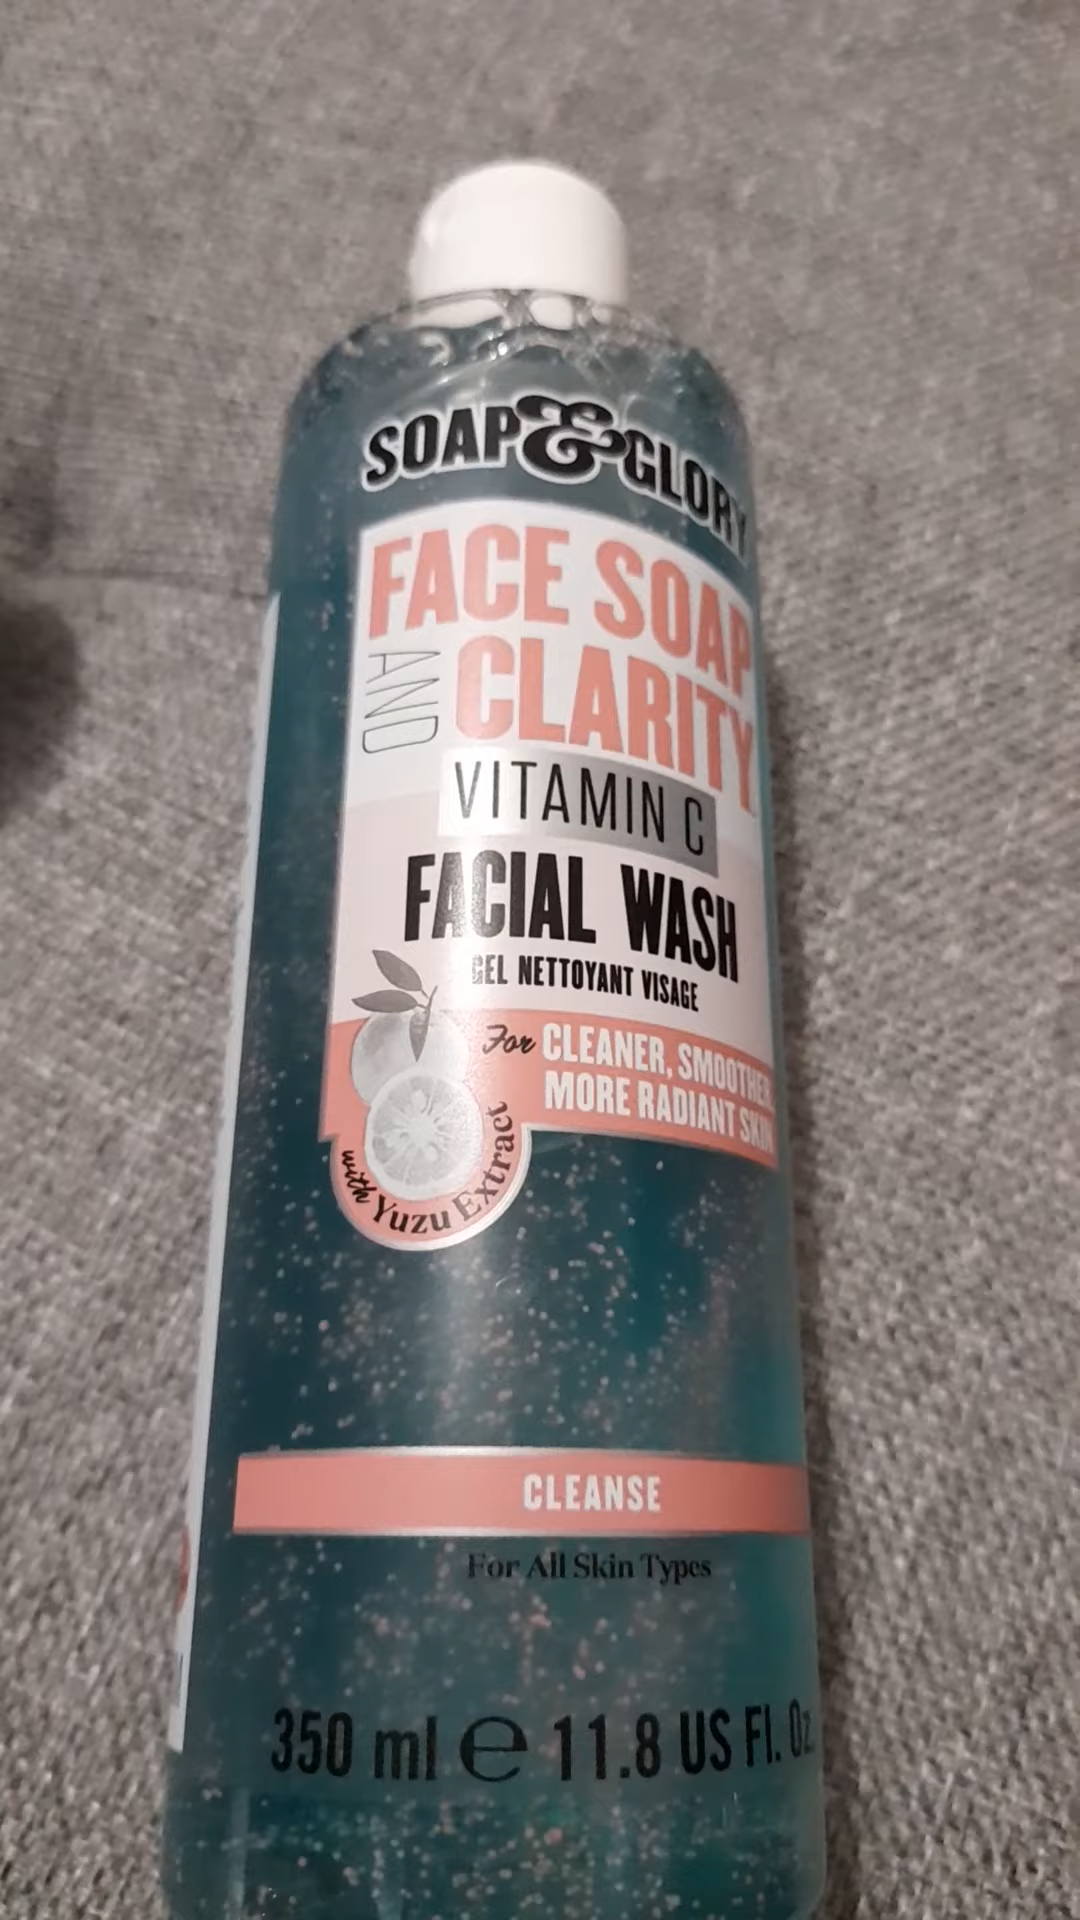 SOAP & GLORY
FACE SOAP
AND CLARITY
VITAMIN C
FACIAL WASH
GEL NETTOYANT VISAGE
For CLEANER, SMOOTHER,
MORE RADIANT SKIN
with Yuzu Extract
CLEANSE
For All Skin Types
350 ml e 11.8 US Fl. Oz.